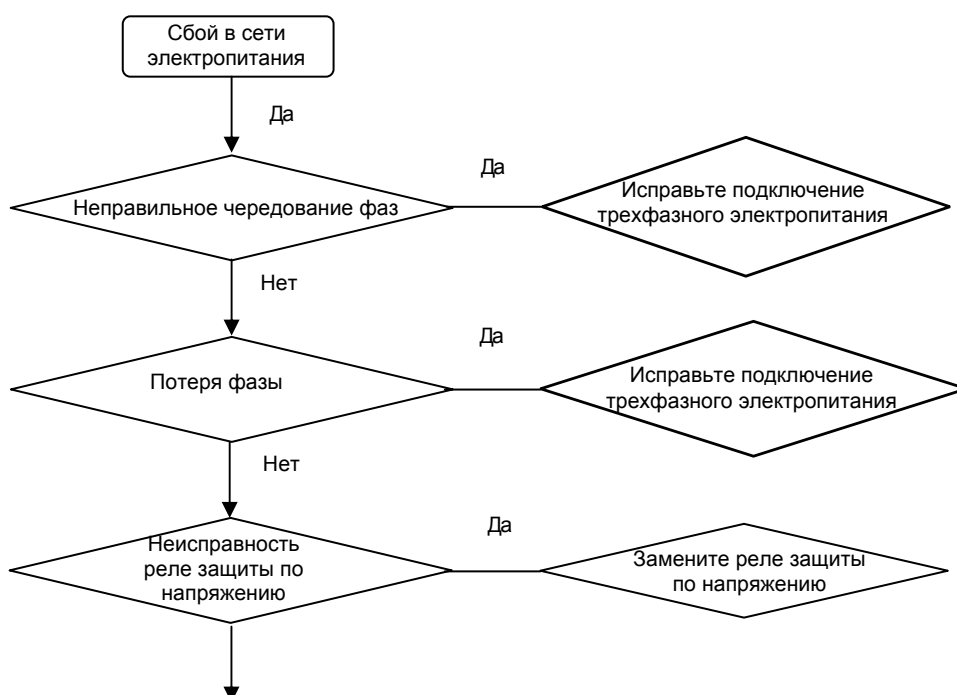 Сбой в сети
электропитания
Да
Да
Неправильное чередование фаз
Исправьте подключение
трехфазного электропитания
Нет
Да
Потеря фазы
Исправьте подключение
трехфазного электропитания
Нет
Да
Неисправность
реле защиты по
напряжению
Замените реле защиты
по напряжению